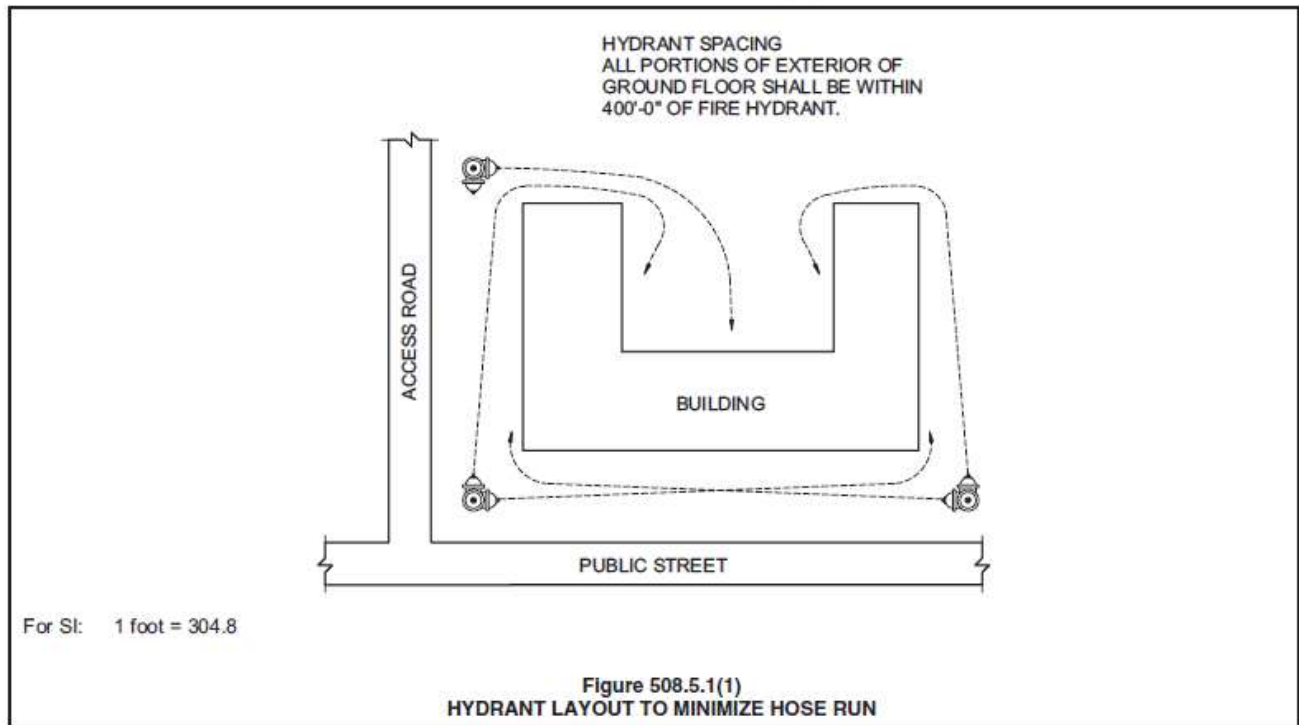 HYDRANT SPACING
ALL PORTIONS OF EXTERIOR OF
GROUND FLOOR SHALL BE WITHIN
400'-0" OF FIRE HYDRANT.
ACCESS ROAD
BUILDING
PUBLIC STREET
For SI: 1 foot = 304.8
Figure 508.5.1(1)
HYDRANT LAYOUT TO MINIMIZE HOSE RUN